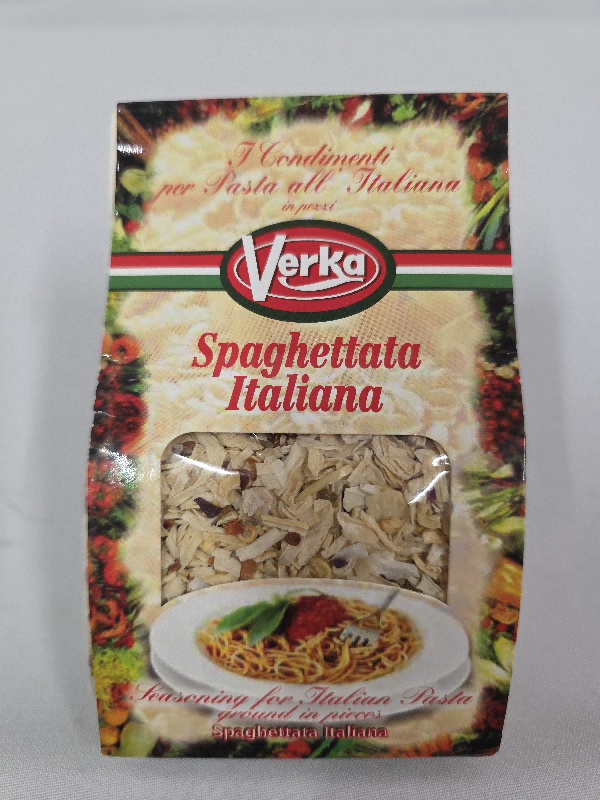 I Condimenti
per Pasta all' Italiana
in pezzi
Verka
Spaghettata
Italiana
Seasoning for Italian Pasta
ground in pieces
Spaghettata Italiana